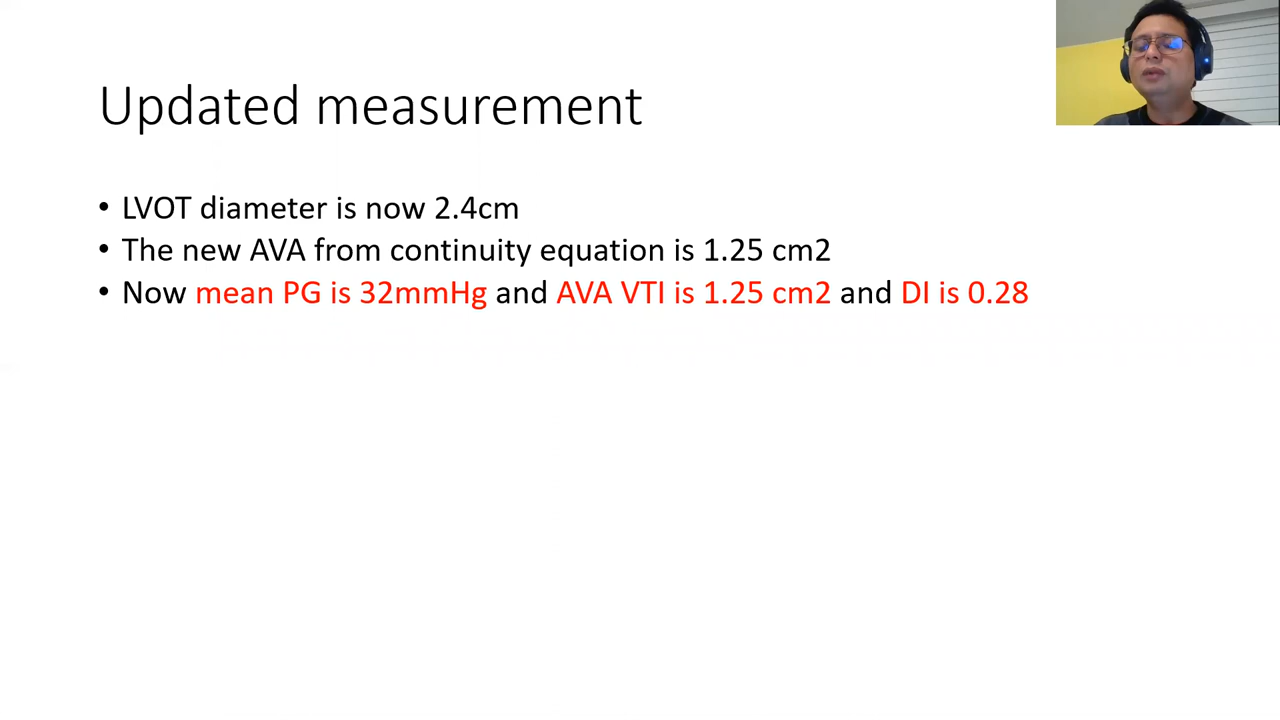 Updated measurement
• LVOT diameter is now 2.4cm
• The new AVA from continuity equation is 1.25 cm2
• Now mean PG is 32mmHg and AVA VTI is 1.25 cm2 and DI is 0.28